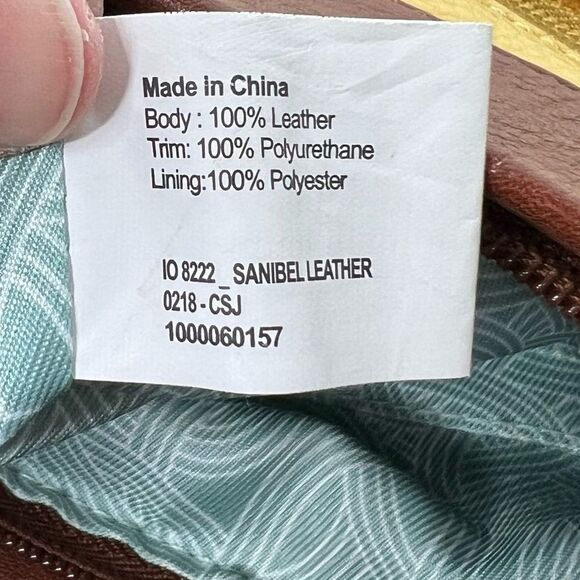 Made in China
Body : 100% Leather
Trim: 100% Polyurethane
Lining:100% Polyester
IO 8222 _ SANIBEL LEATHER
0218 - CSJ
1000060157